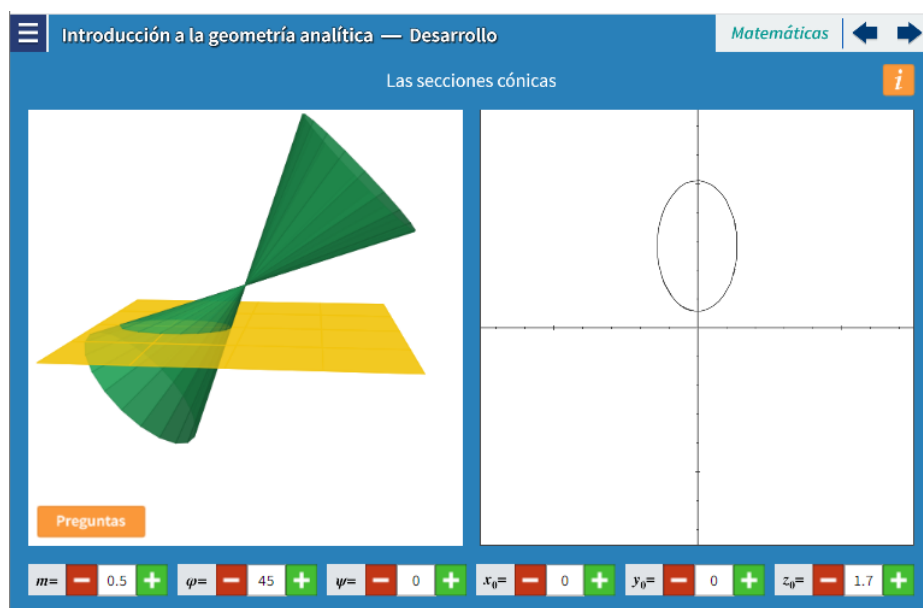 Introducción a la geometría analítica — Desarrollo
Matemáticas
Las secciones cónicas
i
Preguntas
m= 0.5 φ= 45 ψ= 0 x₀= 0 y₀= 0 z₀= 1.7